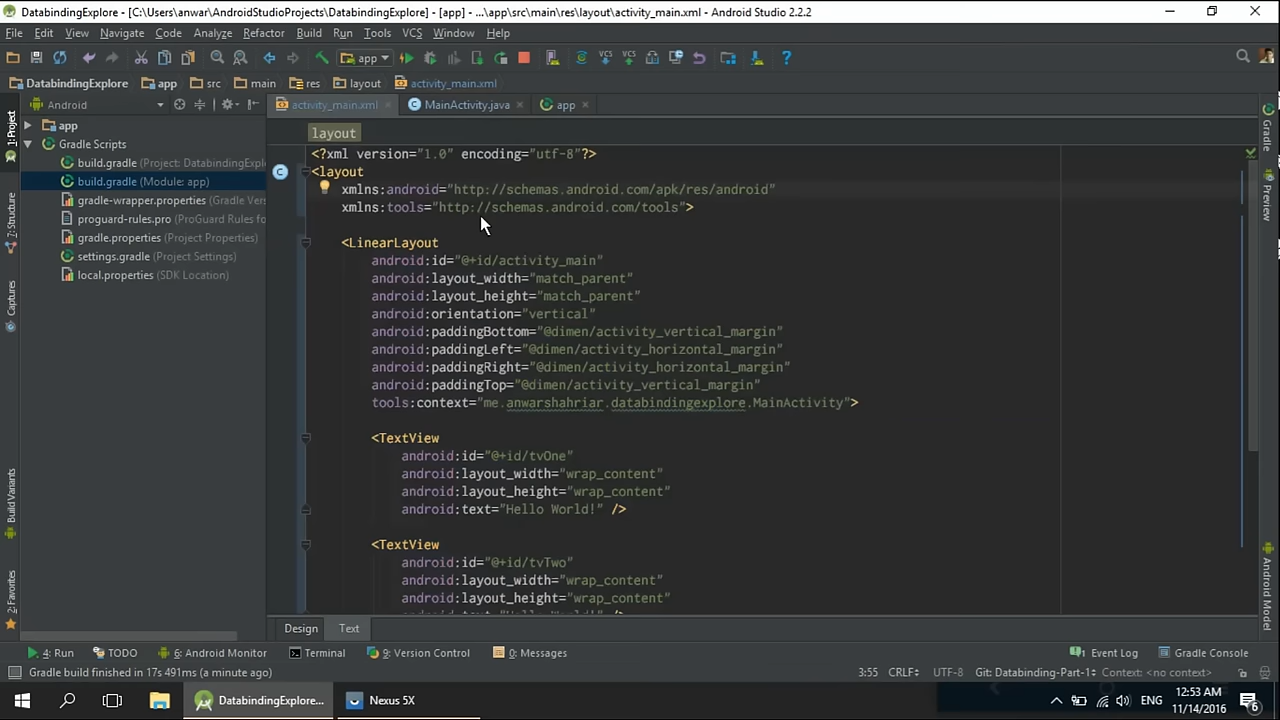 [C:\Users\anwar\AndroidStudioProjects\DatabindingExplore] - [app] - ...\app\src\main\res\layout\activity_main.xml - Android Studio 2.2.2
File Edit View Navigate Code Analyze Refactor Build Run Tools VCS Window Help
app
DatabindingExplore app src main res layout activity_main.xml
Android
activity_main.xml MainActivity.java app
1: Project
Z: Structure
Captures
Build Variants
2: Favorites
app
Gradle Scripts
build.gradle (Project: DatabindingExplo
build.gradle (Module: app)
gradle-wrapper.properties (Gradle Vers
proguard-rules.pro (ProGuard Rules for
gradle.properties (Project Properties)
settings.gradle (Project Settings)
local.properties (SDK Location)
layout
<?xml version="1.0" encoding="utf-8"?>
<layout
xmlns:android="http://schemas.android.com/apk/res/android"
xmlns:tools="http://schemas.android.com/tools">
<LinearLayout
android:id="@+id/activity_main"
android:layout_width="match_parent"
android:layout_height="match_parent"
android:orientation="vertical"
android:paddingBottom="@dimen/activity_vertical_margin"
android:paddingLeft="@dimen/activity_horizontal_margin"
android:paddingRight="@dimen/activity_horizontal_margin"
android:paddingTop="@dimen/activity_vertical_margin"
tools:context="me.anwarshahriar.databindingexplore.MainActivity">
<TextView
android:id="@+id/tvOne"
android:layout_width="wrap_content"
android:layout_height="wrap_content"
android:text="Hello World!" />
<TextView
android:id="@+id/tvTwo"
android:layout_width="wrap_content"
android:layout_height="wrap_content"
android:text="Hello World!" />
Gradle
Preview
Android Model
Design Text
4: Run TODO 6: Android Monitor Terminal 9: Version Control 0: Messages Event Log Gradle Console
Gradle build finished in 17s 491ms (a minute ago) 3:55 CRLF÷ UTF-8 Git: Databinding-Part-1÷ Context: <no context>
DatabindingExplore... Nexus 5X ENG 12:53 AM
11/14/2016 6